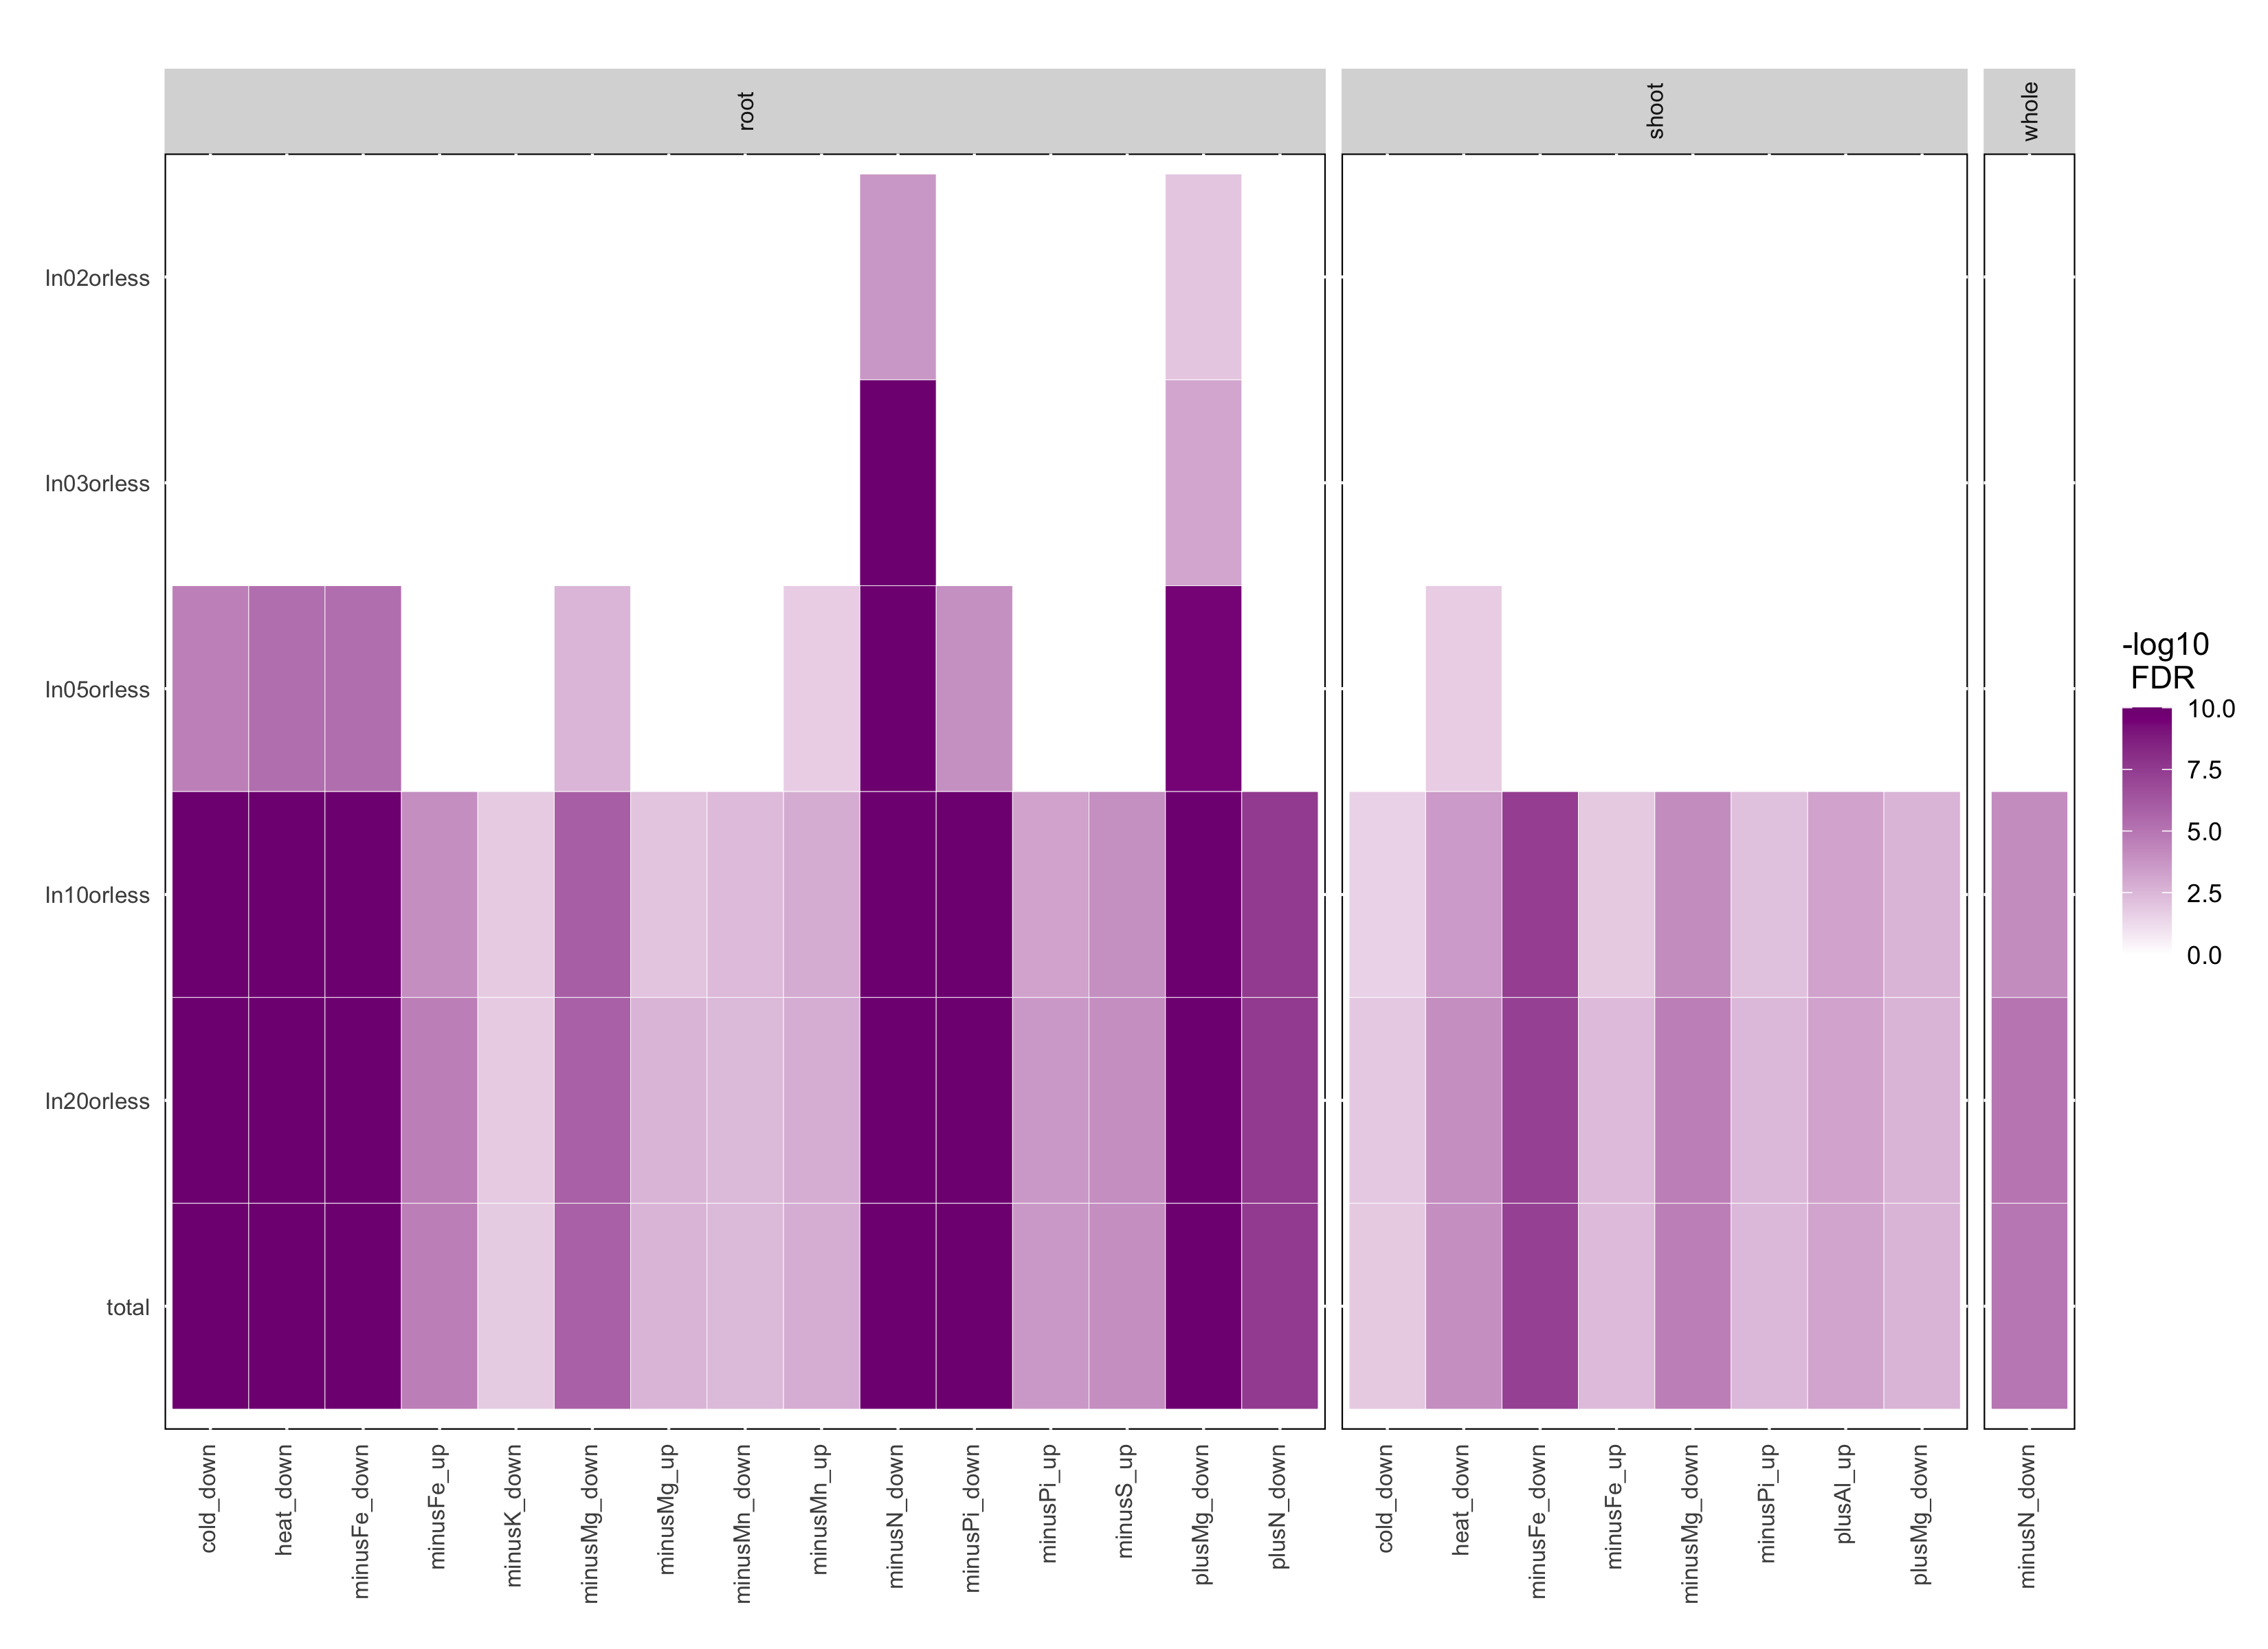 root
shoot
whole
In02orless
In03orless
In05orless
In10orless
In20orless
total
cold_down
heat_down
minusFe_down
minusFe_up
minusK_down
minusMg_down
minusMg_up
minusMn_down
minusMn_up
minusN_down
minusPi_down
minusPi_up
minusS_up
plusMg_down
plusN_down
cold_down
heat_down
minusFe_down
minusFe_up
minusMg_down
minusPi_up
plusAl_up
plusMg_down
minusN_down
-log10
FDR
10.0
7.5
5.0
2.5
0.0